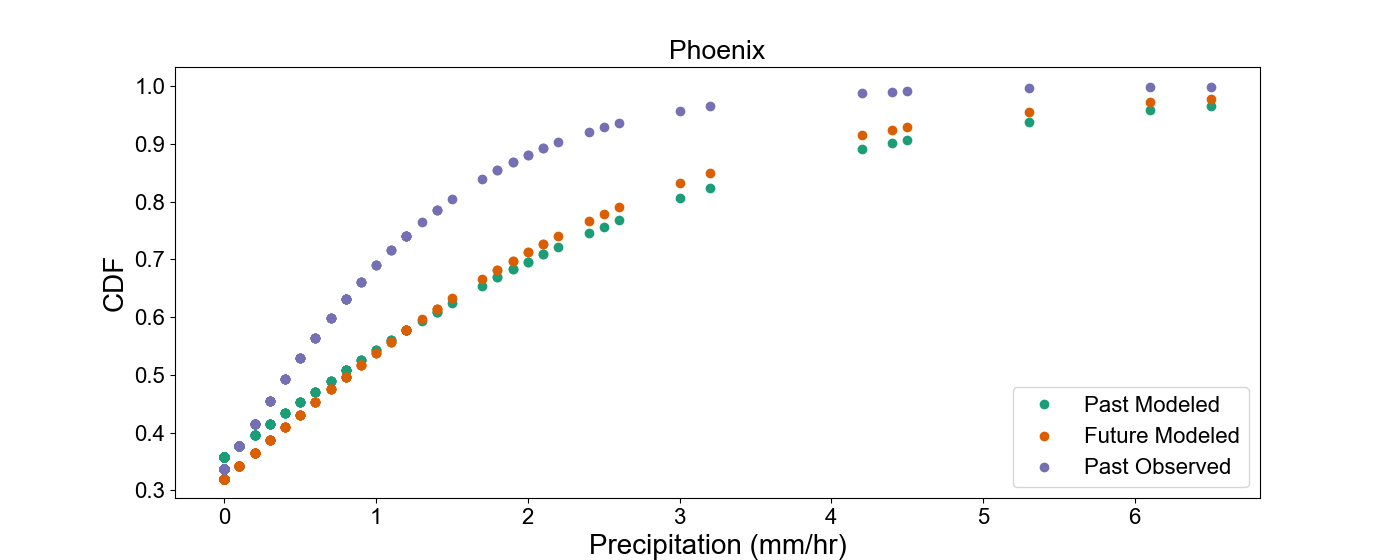 Phoenix
CDF
1.0
0.9
0.8
0.7
0.6
0.5
0.4
0.3
Past Modeled
Future Modeled
Past Observed
0 1 2 3 4 5 6
Precipitation (mm/hr)